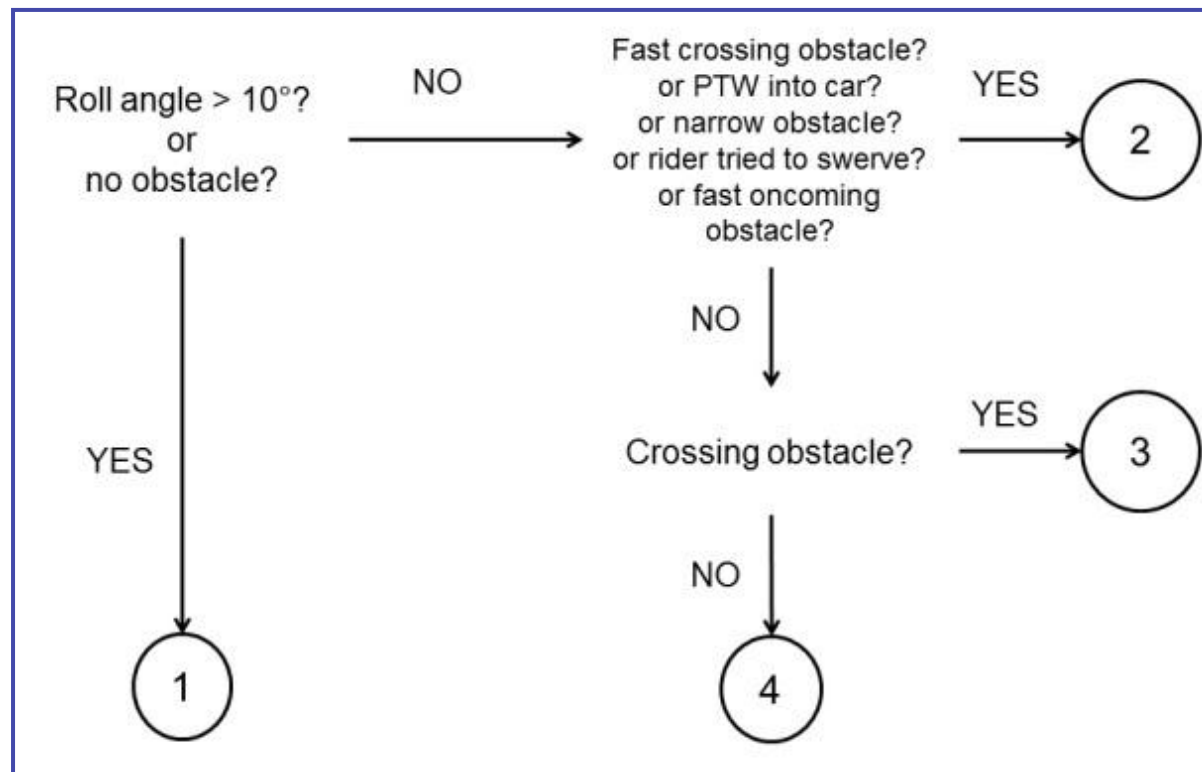 Roll angle > 10°?
or
no obstacle?
NO
Fast crossing obstacle?
or PTW into car?
or narrow obstacle?
or rider tried to swerve?
or fast oncoming
obstacle?
YES
2
NO
YES
Crossing obstacle?
YES
3
NO
1
4